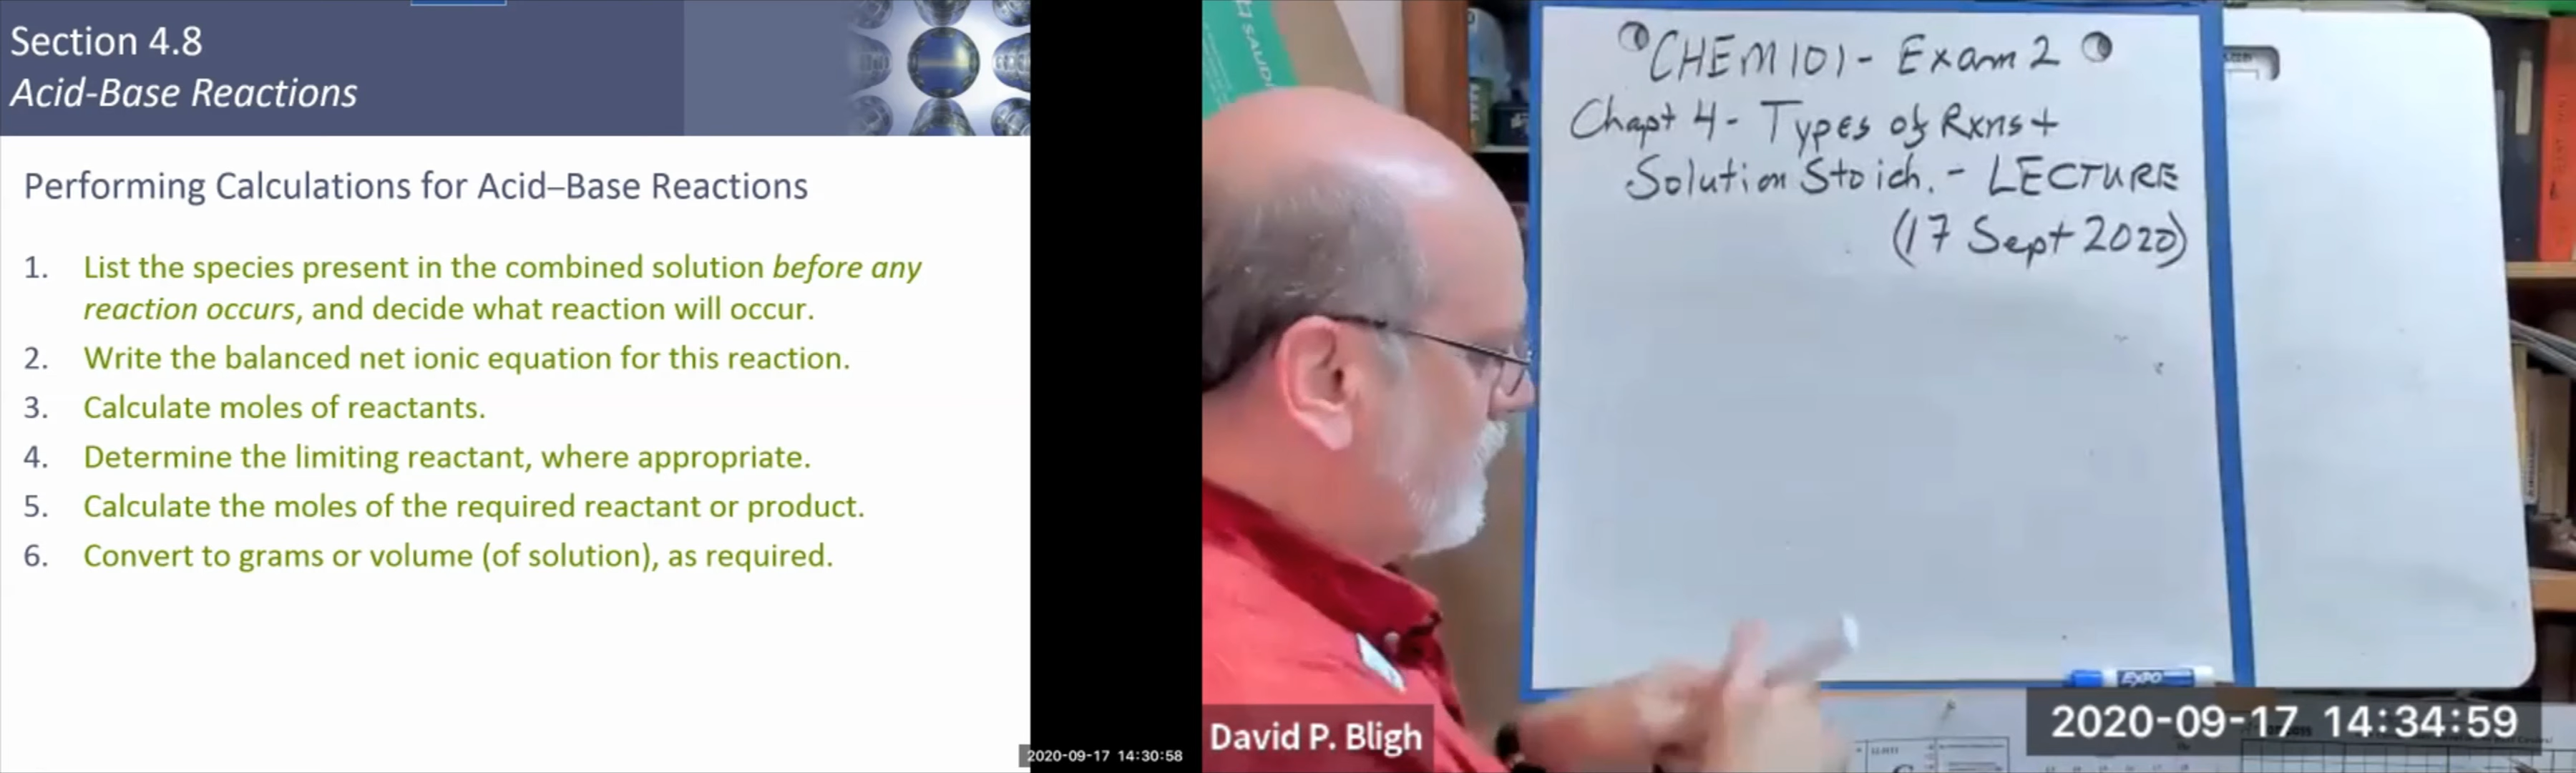 Section 4.8
Acid-Base Reactions
Performing Calculations for Acid–Base Reactions
1. List the species present in the combined solution before any
reaction occurs, and decide what reaction will occur.
2. Write the balanced net ionic equation for this reaction.
3. Calculate moles of reactants.
4. Determine the limiting reactant, where appropriate.
5. Calculate the moles of the required reactant or product.
6. Convert to grams or volume (of solution), as required.
2020-09-17 14:30:58
SAUD
CHEM 101 - Exam 2
Chapt 4 - Types of Rxns +
Solution Stoich. - LECTURE
(17 Sept 2020)
EXPO
David P. Bligh
2020-09-17 14:34:59